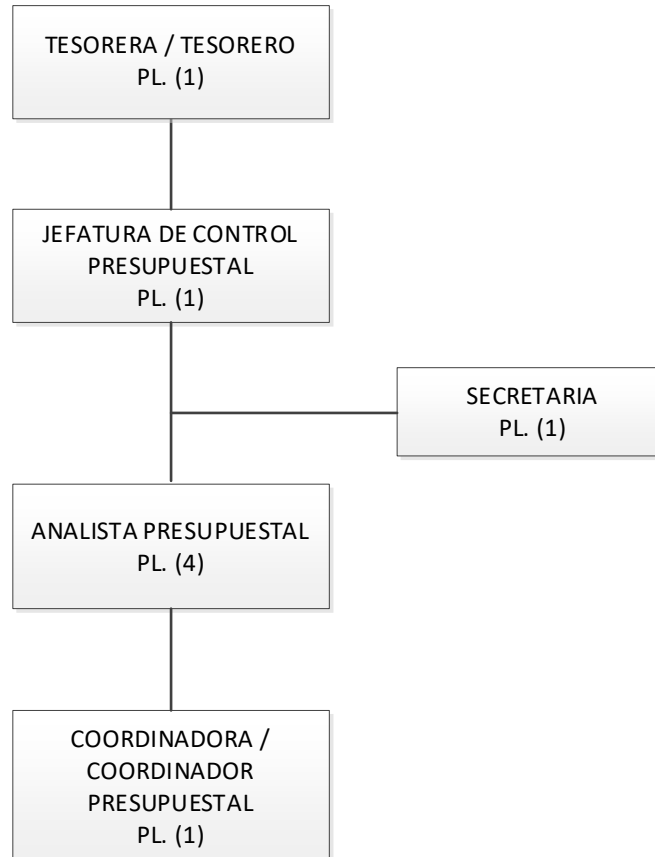 TESORERA / TESORERO
PL. (1)
JEFATURA DE CONTROL
PRESUPUESTAL
PL. (1)
SECRETARIA
PL. (1)
ANALISTA PRESUPUESTAL
PL. (4)
COORDINADORA /
COORDINADOR
PRESUPUESTAL
PL. (1)